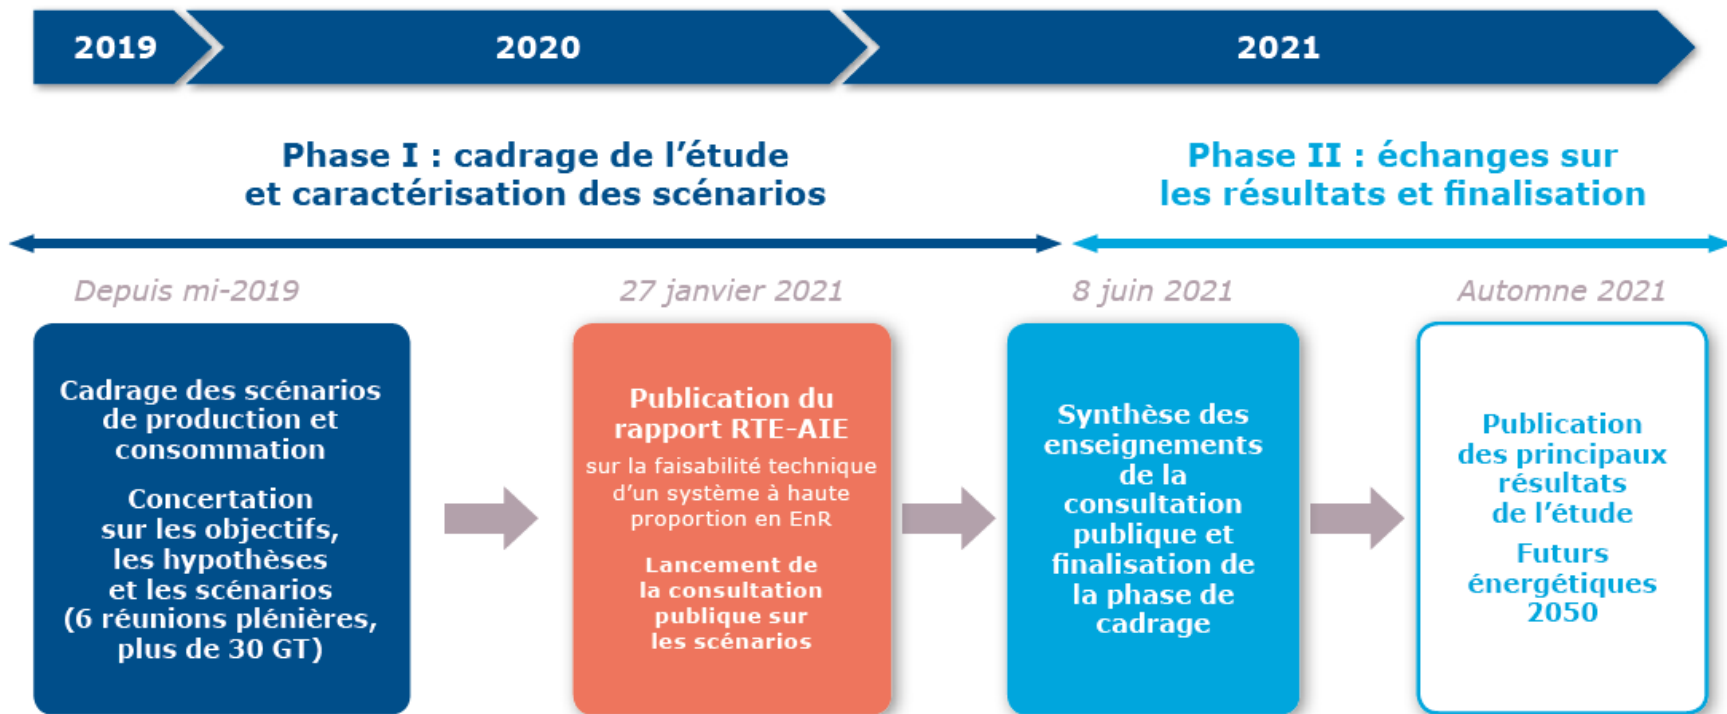 2019
2020
2021
Phase I : cadrage de l’étude
et caractérisation des scénarios
Phase II : échanges sur
les résultats et finalisation
Depuis mi-2019
27 janvier 2021
8 juin 2021
Automne 2021
Cadrage des scénarios
de production et
consommation
Concertation
sur les objectifs,
les hypothèses
et les scénarios
(6 réunions plénières,
plus de 30 GT)
Publication du
rapport RTE-AIE
sur la faisabilité technique
d’un système à haute
proportion en EnR
Lancement de
la consultation
publique sur
les scénarios
Synthèse des
enseignements
de la
consultation
publique et
finalisation de
la phase de
cadrage
Publication
des principaux
résultats
de l’étude
Futurs
énergétiques
2050